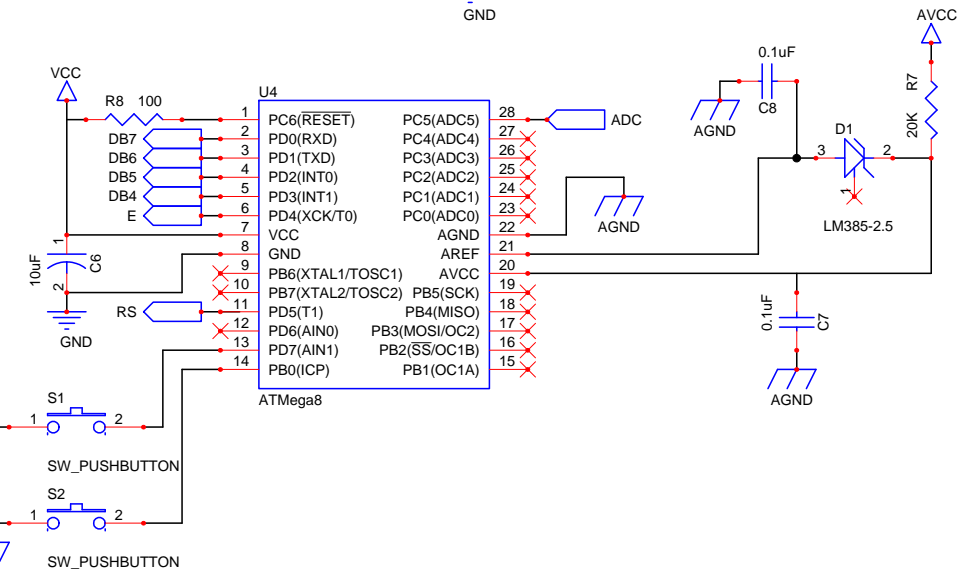 GND
AVCC
VCC
0.1uF
R7
20K
C8
AGND
R8 100
U4
1 PC6(RESET)
2 PD0(RXD)
3 PD1(TXD)
4 PD2(INT0)
5 PD3(INT1)
6 PD4(XCK/T0)
7 VCC
8 GND
9 PB6(XTAL1/TOSC1)
10 PB7(XTAL2/TOSC2)
11 PD5(T1)
12 PD6(AIN0)
13 PD7(AIN1)
14 PB0(ICP)
PC5(ADC5) 28
PC4(ADC4) 27
PC3(ADC3) 26
PC2(ADC2) 25
PC1(ADC1) 24
PC0(ADC0) 23
AGND 22
AREF 21
AVCC 20
PB5(SCK) 19
PB4(MISO) 18
PB3(MOSI/OC2) 17
PB2(SS/OC1B) 16
PB1(OC1A) 15
ATMega8
DB7
DB6
DB5
DB4
E
RS
ADC
D1
3 2
1
LM385-2.5
AGND
1
10uF
C6
2
GND
0.1uF
C7
AGND
S1
1 2
SW_PUSHBUTTON
S2
1 2
SW_PUSHBUTTON